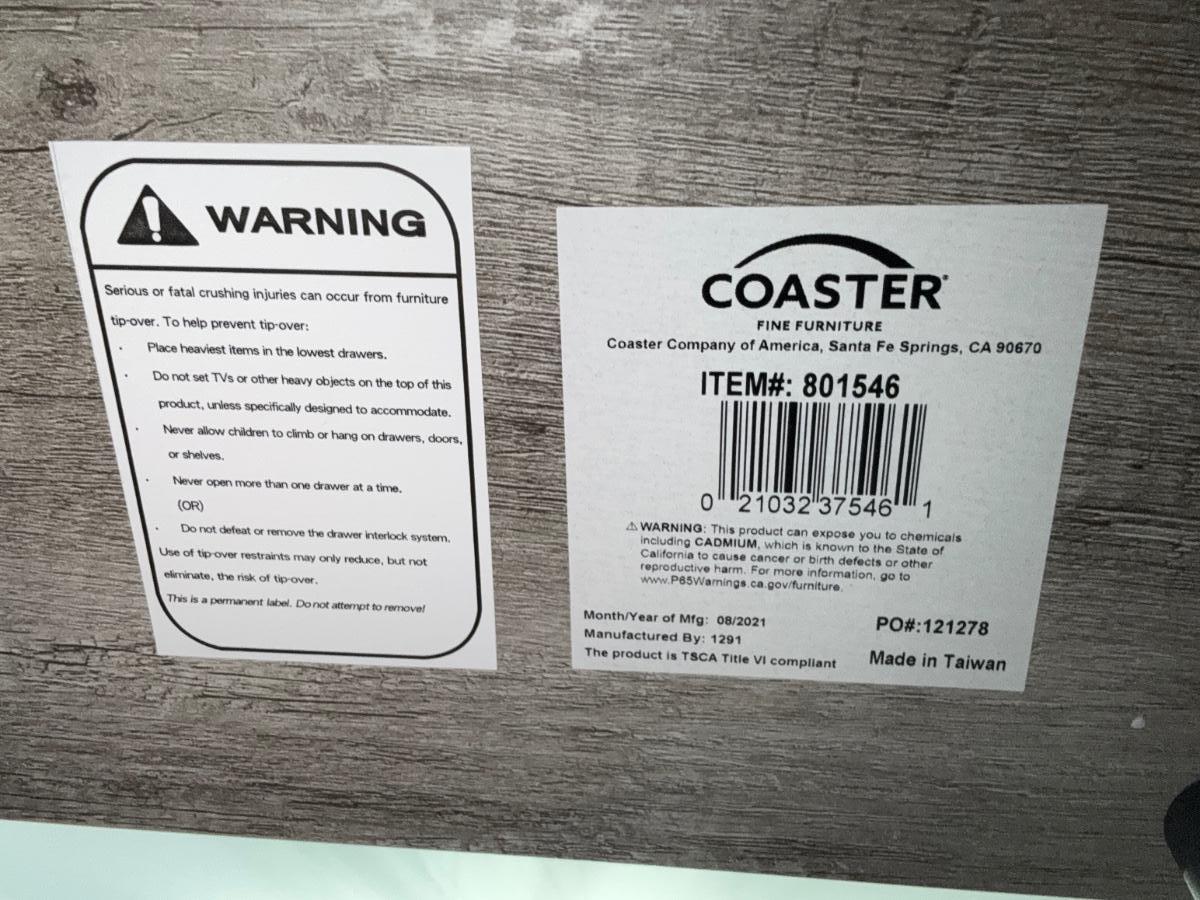 WARNING
Serious or fatal crushing injuries can occur from furniture
tip-over. To help prevent tip-over:
· Place heaviest items in the lowest drawers.
· Do not set TVs or other heavy objects on the top of this
product, unless specifically designed to accommodate.
· Never allow children to climb or hang on drawers, doors,
or shelves.
· Never open more than one drawer at a time.
(OR)
· Do not defeat or remove the drawer interlock system.
Use of tip-over restraints may only reduce, but not
eliminate, the risk of tip-over.
This is a permanent label. Do not attempt to remove!
COASTER®
FINE FURNITURE
Coaster Company of America, Santa Fe Springs, CA 90670
ITEM#: 801546
0 21032 37546 1
⚠ WARNING: This product can expose you to chemicals
including CADMIUM, which is known to the State of
California to cause cancer or birth defects or other
reproductive harm. For more information, go to
www.P65Warnings.ca.gov/furniture.
Month/Year of Mfg: 08/2021
Manufactured By: 1291
The product is TSCA Title VI compliant
PO#:121278
Made in Taiwan